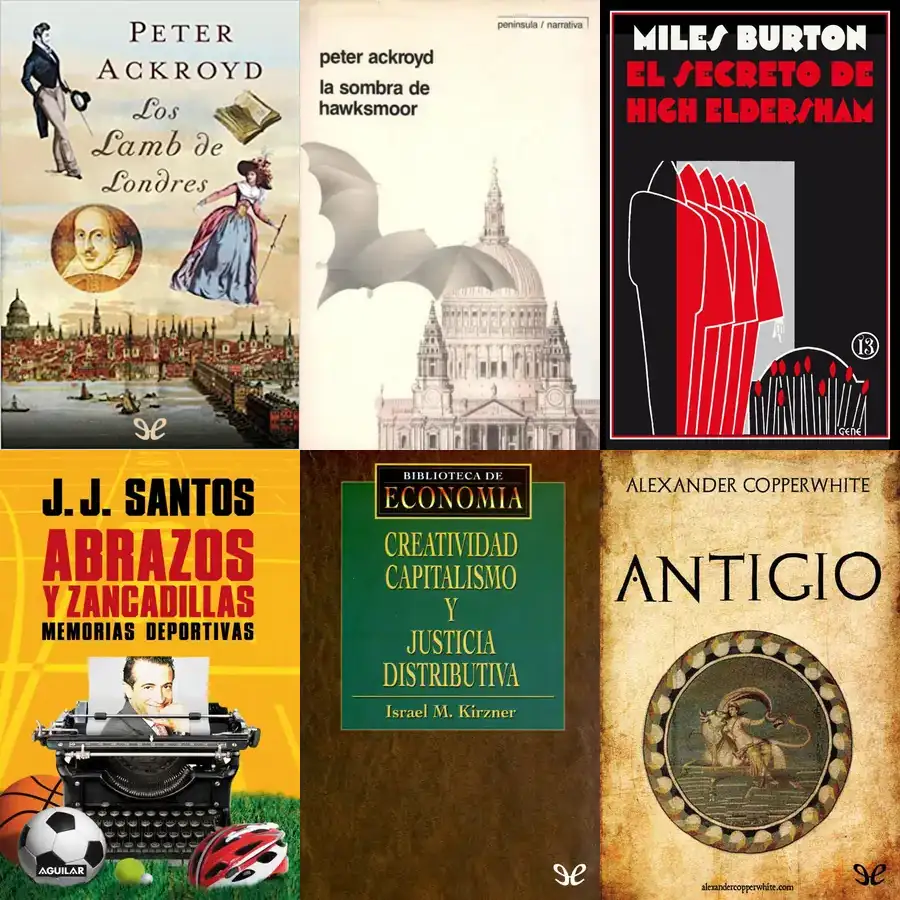 PETER
ACKROYD
Los
Lamb de
Londres
península / narrativa
peter ackroyd
la sombra de
hawksmoor
MILES BURTON
EL SECRETO DE
HIGH ELDERSHAM
13
GENE
J. J. SANTOS
ABRAZOS
Y ZANCADILLAS
MEMORIAS DEPORTIVAS
AGUILAR
BIBLIOTECA DE
ECONOMIA
CREATIVIDAD
CAPITALISMO
Y
JUSTICIA
DISTRIBUTIVA
Israel M. Kirzner
ALEXANDER COPPERWHITE
ANTIGIO
alexandercopperwhite.com